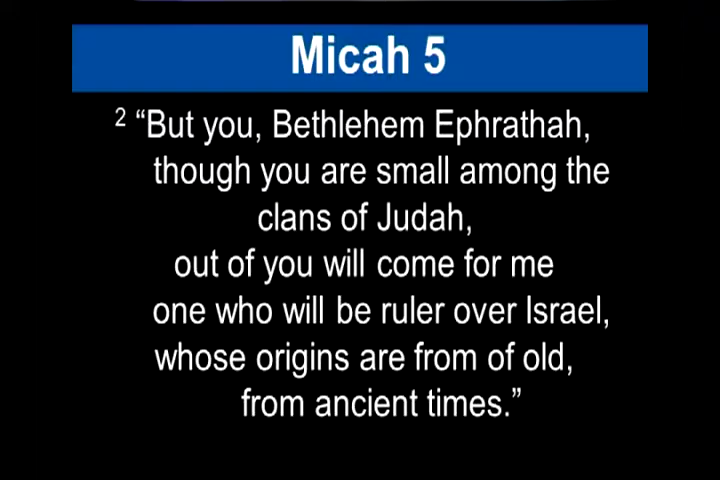 Micah 5
2 “But you, Bethlehem Ephrathah,
though you are small among the
clans of Judah,
out of you will come for me
one who will be ruler over Israel,
whose origins are from of old,
from ancient times.”